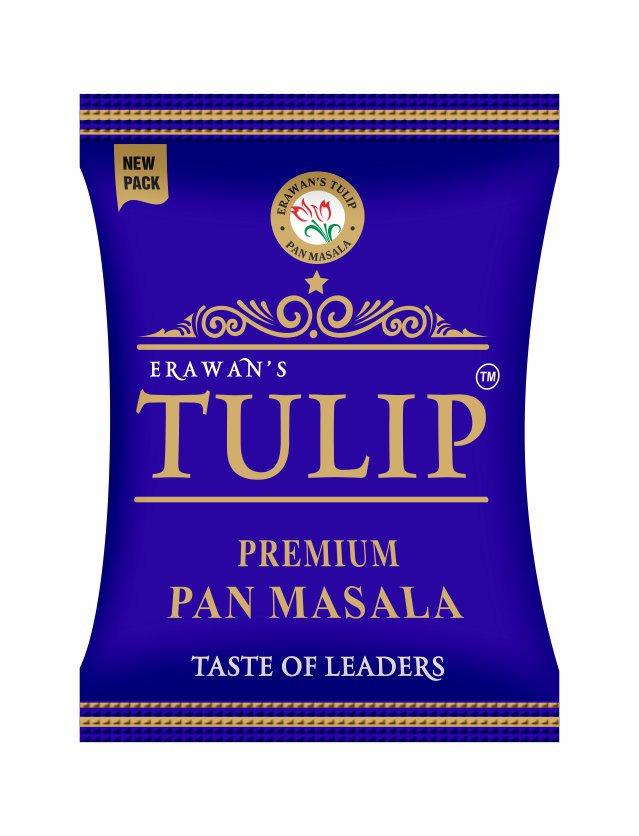 NEW
PACK
ERAWAN'S TULIP
PAN MASALA
ERAWAN'S
TULIP
TM
PREMIUM
PAN MASALA
TASTE OF LEADERS